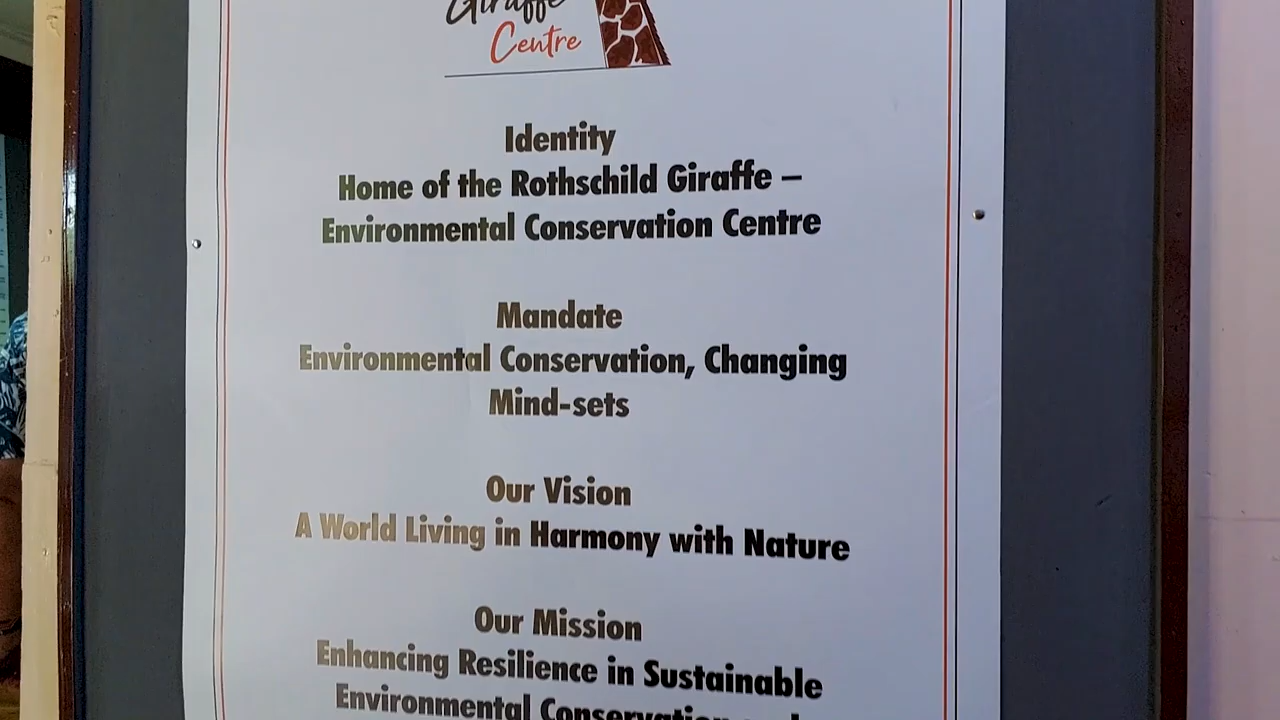 Giraffe
Centre
Identity
Home of the Rothschild Giraffe –
Environmental Conservation Centre
Mandate
Environmental Conservation, Changing
Mind-sets
Our Vision
A World Living in Harmony with Nature
Our Mission
Enhancing Resilience in Sustainable
Environmental Conservation and